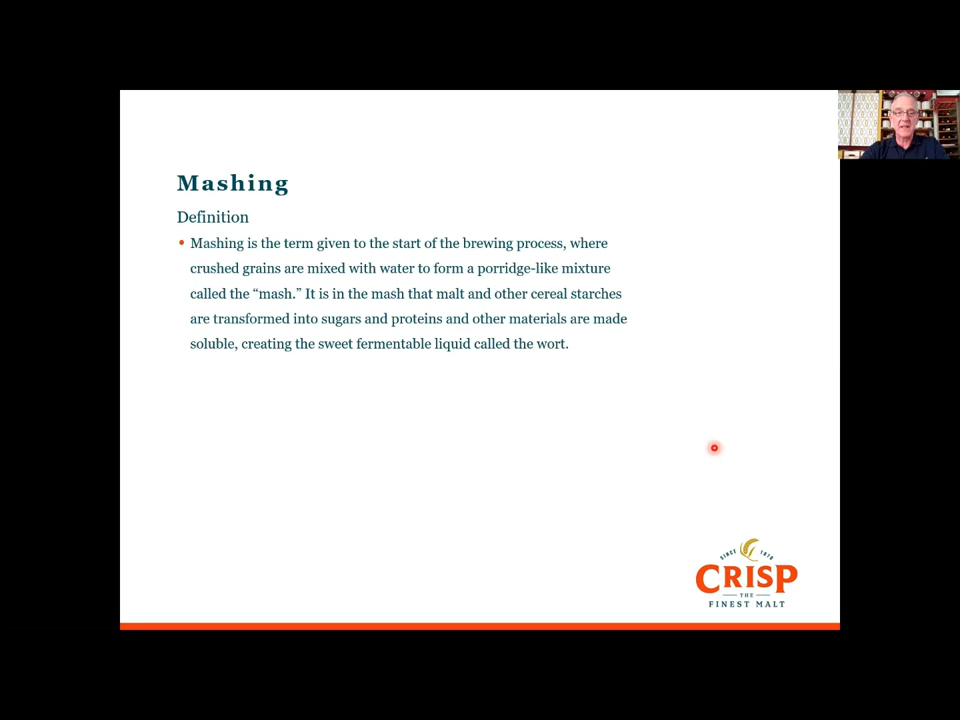 Mashing
Definition
• Mashing is the term given to the start of the brewing process, where
crushed grains are mixed with water to form a porridge-like mixture
called the “mash.” It is in the mash that malt and other cereal starches
are transformed into sugars and proteins and other materials are made
soluble, creating the sweet fermentable liquid called the wort.
SINCE 1870
CRISP
THE
FINEST MALT